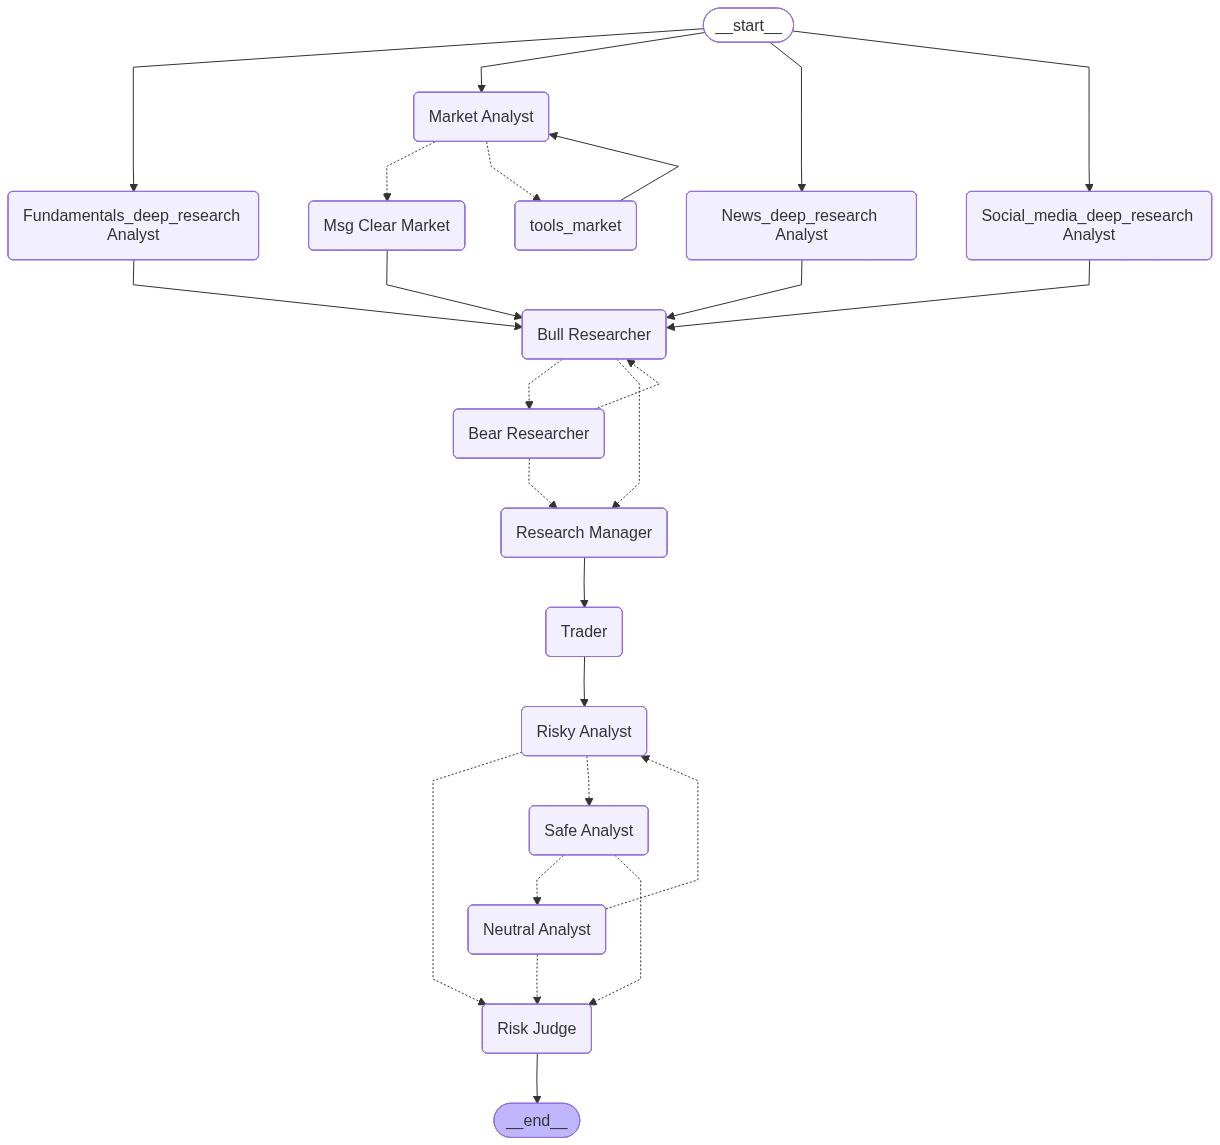 __start__
Market Analyst
Fundamentals_deep_research
Analyst
Msg Clear Market
tools_market
News_deep_research
Analyst
Social_media_deep_research
Analyst
Bull Researcher
Bear Researcher
Research Manager
Trader
Risky Analyst
Safe Analyst
Neutral Analyst
Risk Judge
__end__